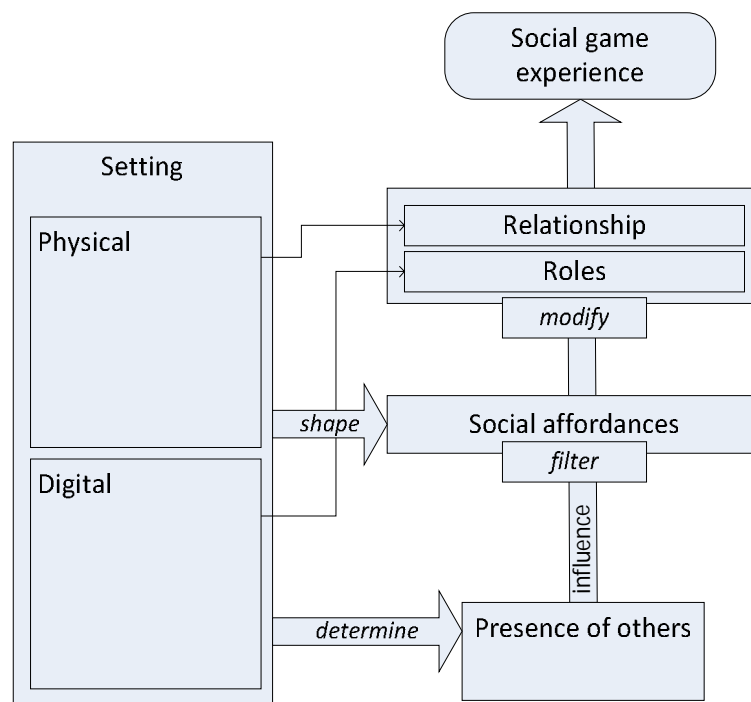 Social game
experience
Setting
Physical
Relationship
Roles
modify
shape
Social affordances
filter
Digital
influence
determine
Presence of others